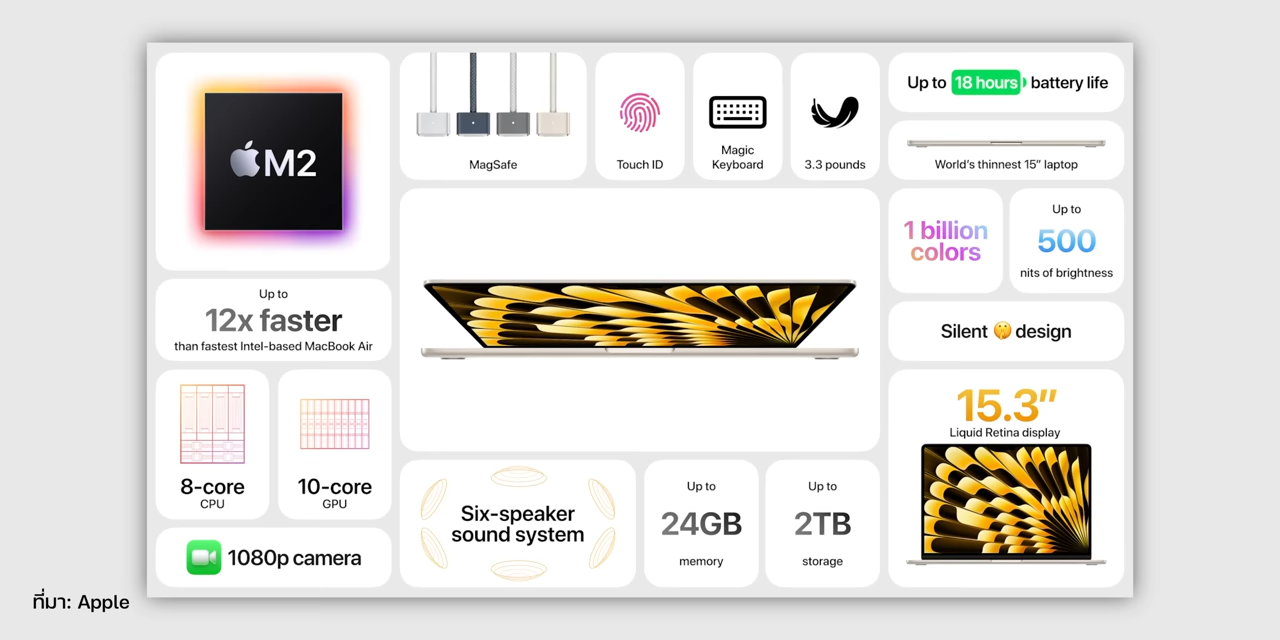 M2
Up to
12x faster
than fastest Intel-based MacBook Air
8-core
CPU
10-core
GPU
1080p camera
MagSafe
Touch ID
Magic
Keyboard
3.3 pounds
Six-speaker
sound system
Up to
24GB
memory
Up to
2TB
storage
Up to 18 hours battery life
World's thinnest 15” laptop
1 billion
colors
Up to
500
nits of brightness
Silent 🤫 design
15.3”
Liquid Retina display
ที่มา: Apple